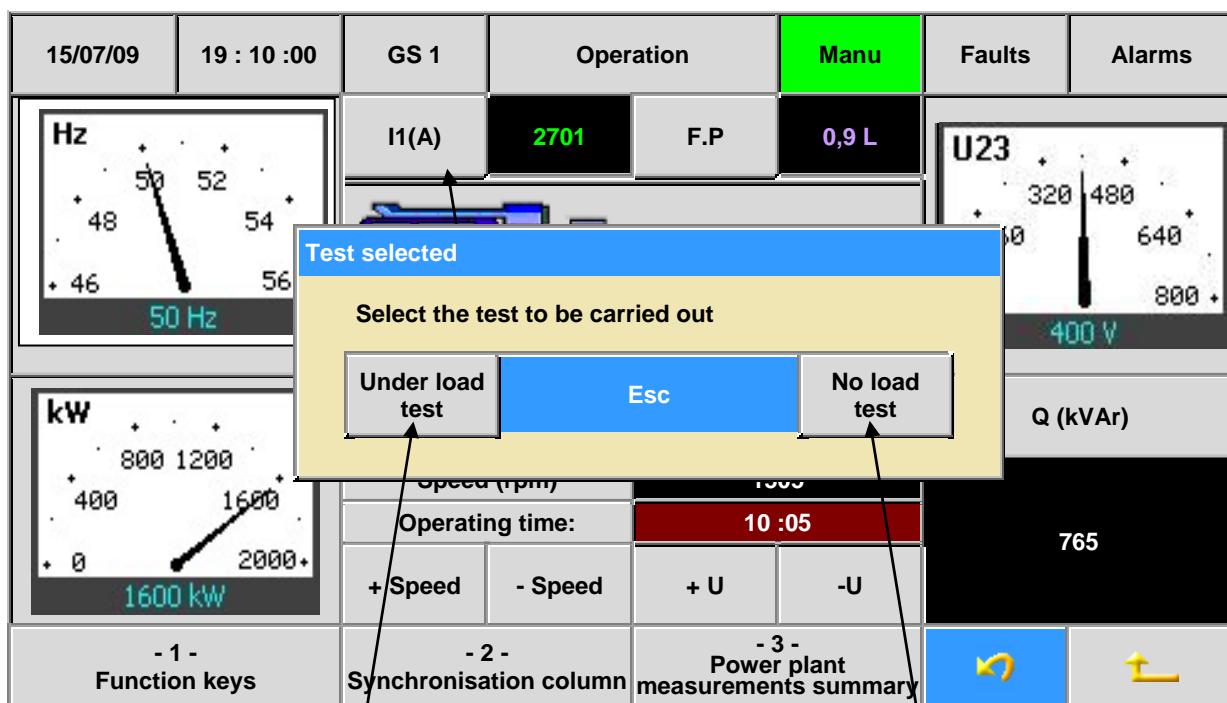 15/07/09
19 : 10 :00
GS 1
Operation
Manu
Faults
Alarms
Hz
50 52
48 54
46 56
50 Hz
I1(A)
2701
F.P
0,9 L
U23
320 480
640
800
400 V
Test selected
Select the test to be carried out
Under load
test
Esc
No load
test
kW
800 1200
400 1600
0 2000
1600 kW
Speed (rpm)
Operating time:
10 :05
+ Speed
- Speed
+ U
-U
Q (kVAr)
765
- 1 -
Function keys
- 2 -
Synchronisation column
- 3 -
Power plant
measurements summary